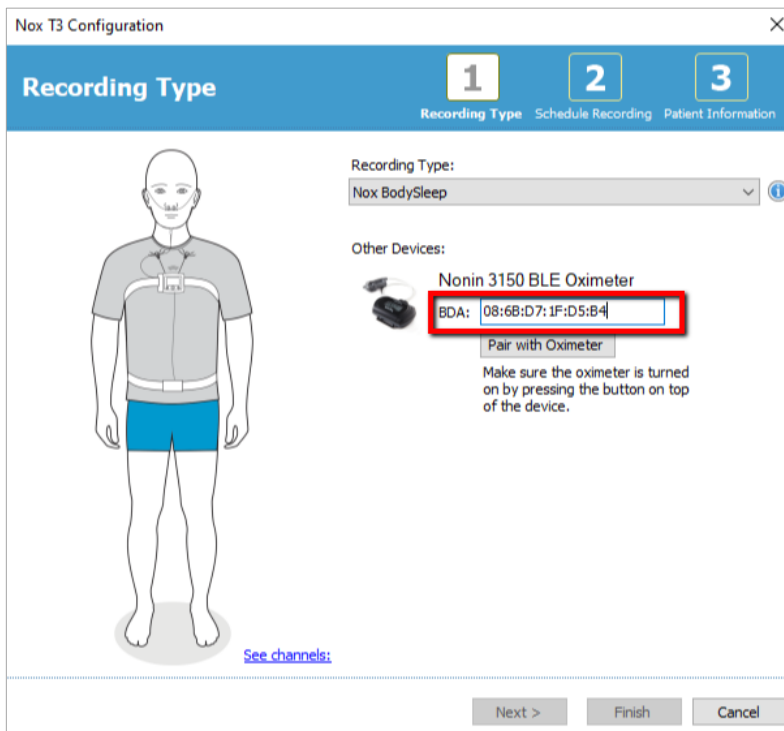 Nox T3 Configuration
Recording Type
1
Recording Type
2
Schedule Recording
3
Patient Information
Recording Type:
Nox BodySleep
Other Devices:
Nonin 3150 BLE Oximeter
BDA: 08:6B:D7:1F:D5:B4
Pair with Oximeter
Make sure the oximeter is turned
on by pressing the button on top
of the device.
See channels:
Next >
Finish
Cancel